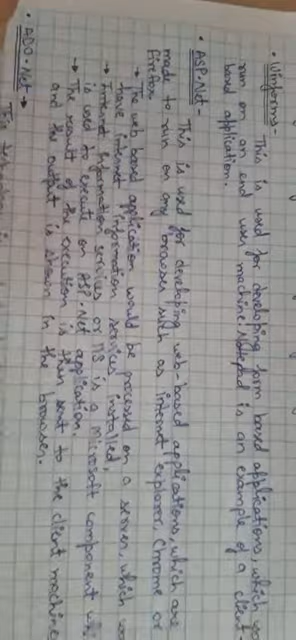 • Winforms - This is used for developing form based applications, which
run on an end user machine. Notepad is an example of a client-
based application.
• ASP.Net - This is used for developing web-based applications, which are
made to run on any browser such as internet explorer, Chrome or
firefox.
→ The web based application would be processed on a server, which
have internet information services installed,
→ Internet Information services or IIS is a microsoft component
is used to execute an ASP.Net application.
→ The result of the execution is then sent to the client machine
and the output is shown in the browser.
• ADO.Net →
This